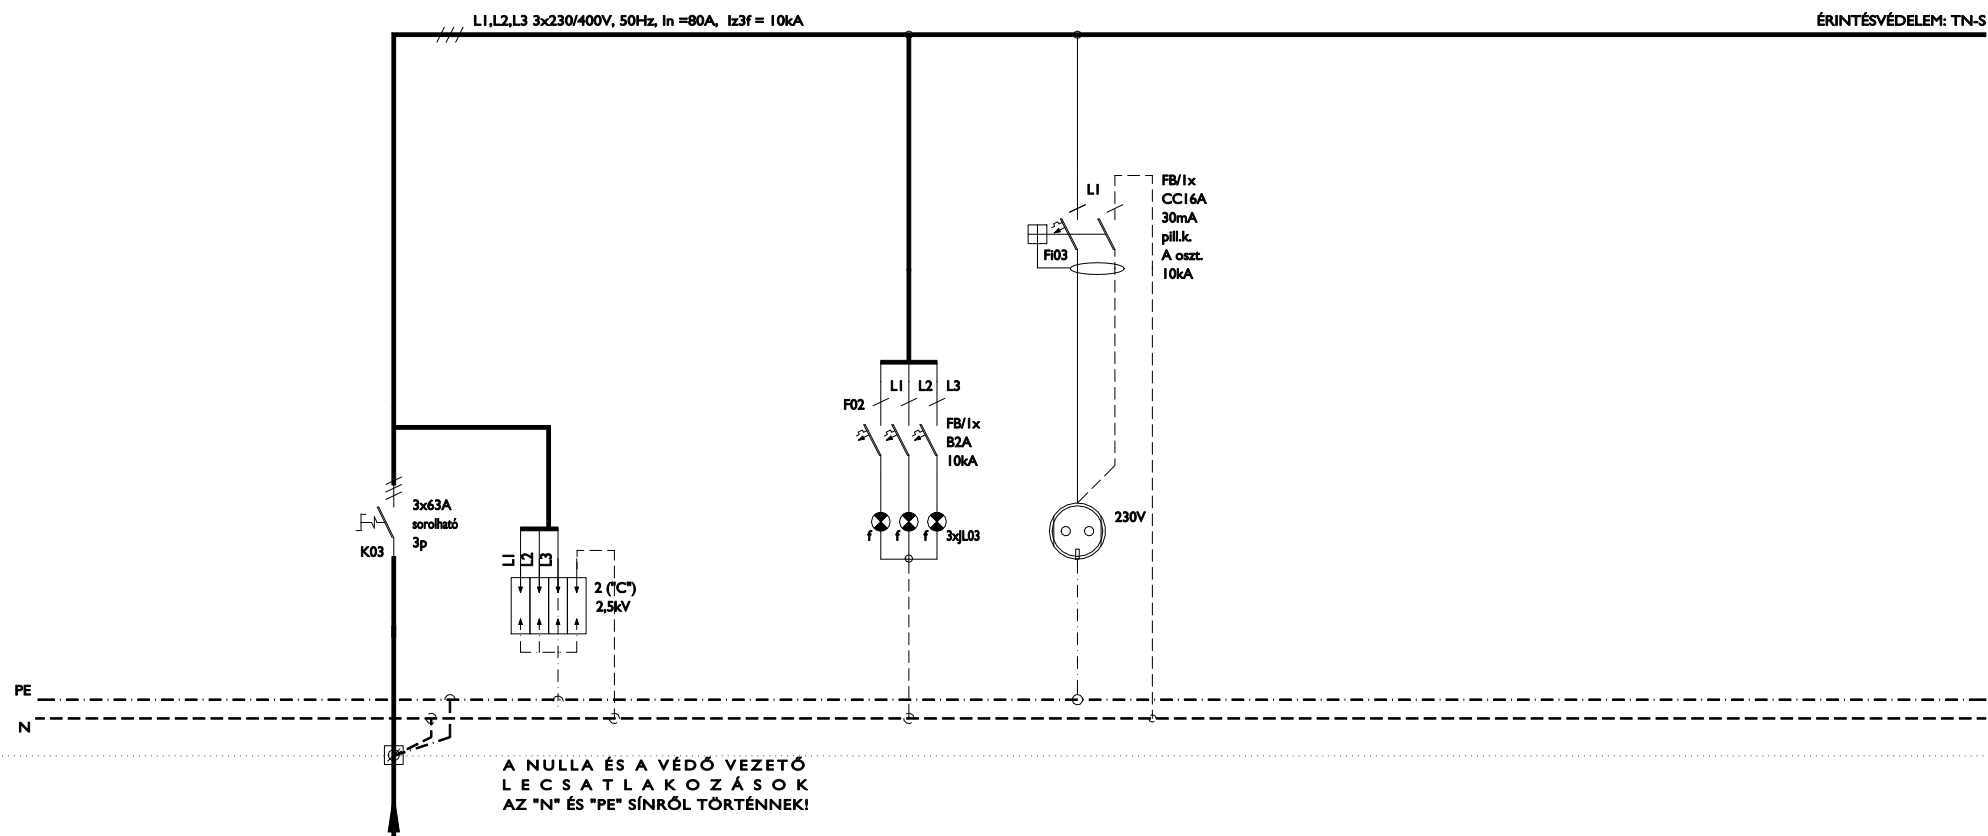 L1,L2,L3 3x230/400V, 50Hz, In =80A, Iz3f = 10kA
ÉRINTÉSVÉDELEM: TN-S
L1
FB/1x
CC16A
30mA
pill.k.
A oszt.
10kA
Fi03
L1 L2 L3
F02
FB/1x
B2A
10kA
3x63A
sorolható
3p
K03
L1
L2
L3
f f f 3xJL03
230V
2 ("C")
2,5kV
PE
N
A NULLA ÉS A VÉDŐ VEZETŐ
LECSATLAKOZÁSOK
AZ "N" ÉS "PE" SÍNRŐL TÖRTÉNNEK!